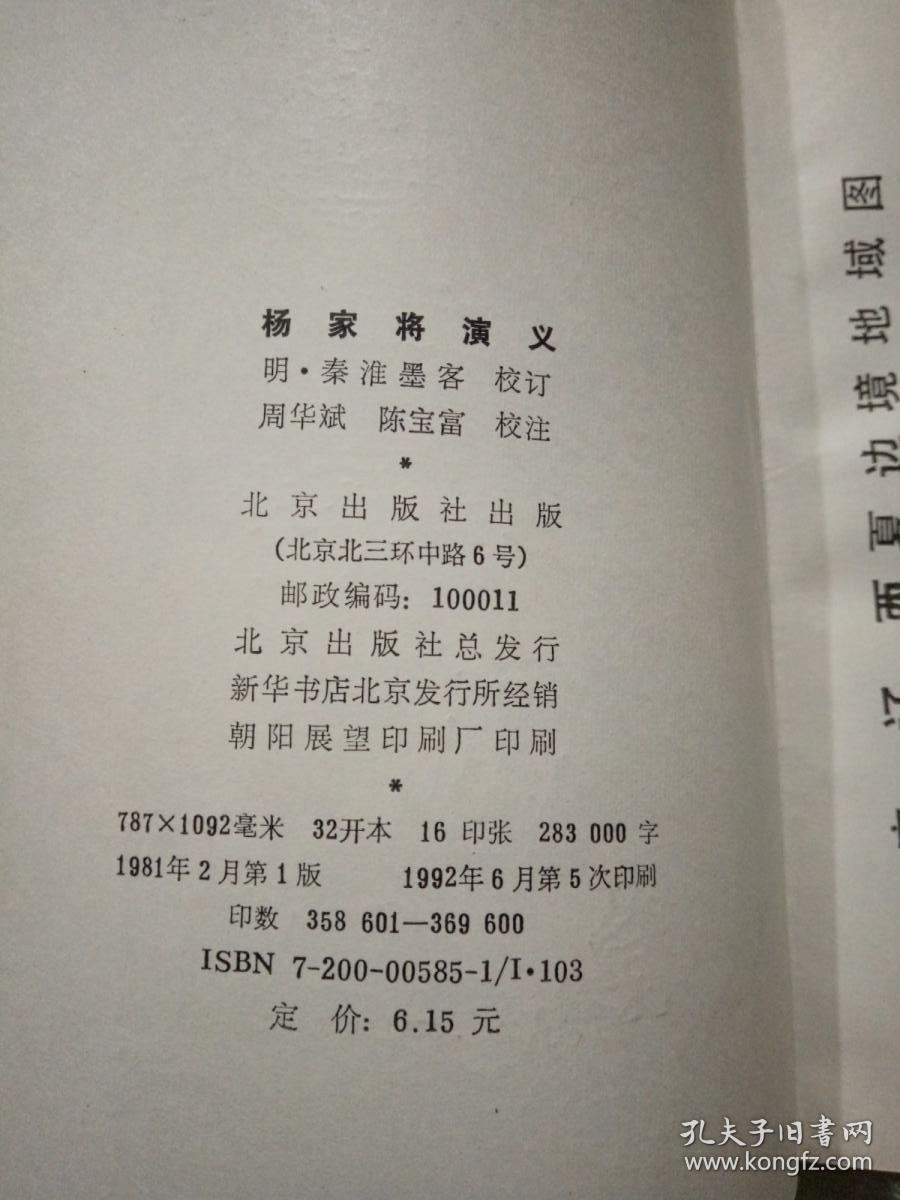 杨家将演义
明·秦淮墨客 校订
周华斌 陈宝富 校注
*
北京出版社出版
(北京北三环中路6号)
邮政编码: 100011
北京出版社总发行
新华书店北京发行所经销
朝阳展望印刷厂印刷
*
787×1092毫米 32开本 16 印张 283 000 字
1981年2月第1版 1992年6月第5次印刷
印数 358 601—369 600
ISBN 7-200-00585-1/I·103
定 价: 6.15 元
辽西夏边境地域图
孔夫子旧书网
www.kongfz.com